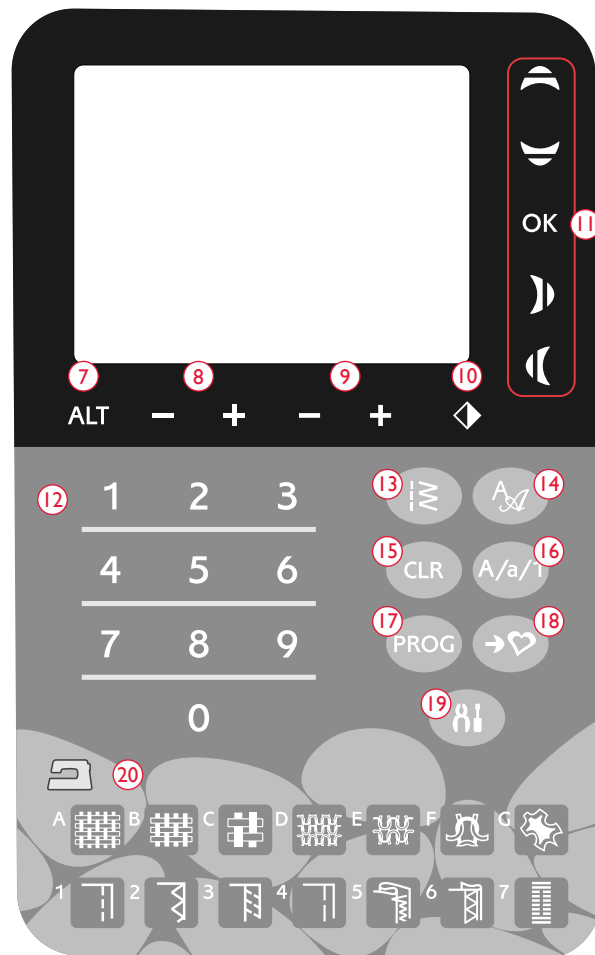 OK 11
7 8 9 10
ALT − + − +
12 1 2 3 13 14
15 16
4 5 6 CLR A/a/1
17 18
7 8 9 PROG
19
0
20
A B C D E F G
1 2 3 4 5 6 7